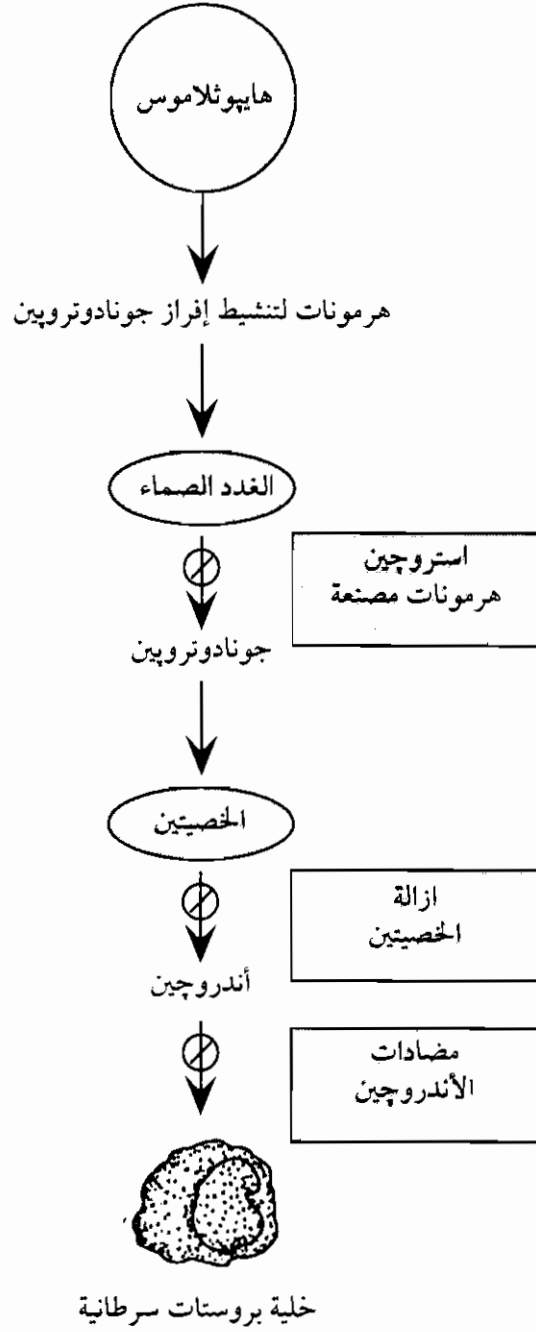 هايپوثلاموس
هرمونات لتنشيط إفراز جونادوتروپين
الغدد الصماء
استروچين
هرمونات مصنعة
جونادوتروپين
الخصيتين
ازالة
الخصيتين
أندروچين
مضادات
الأندروچين
خلية بروستات سرطانية